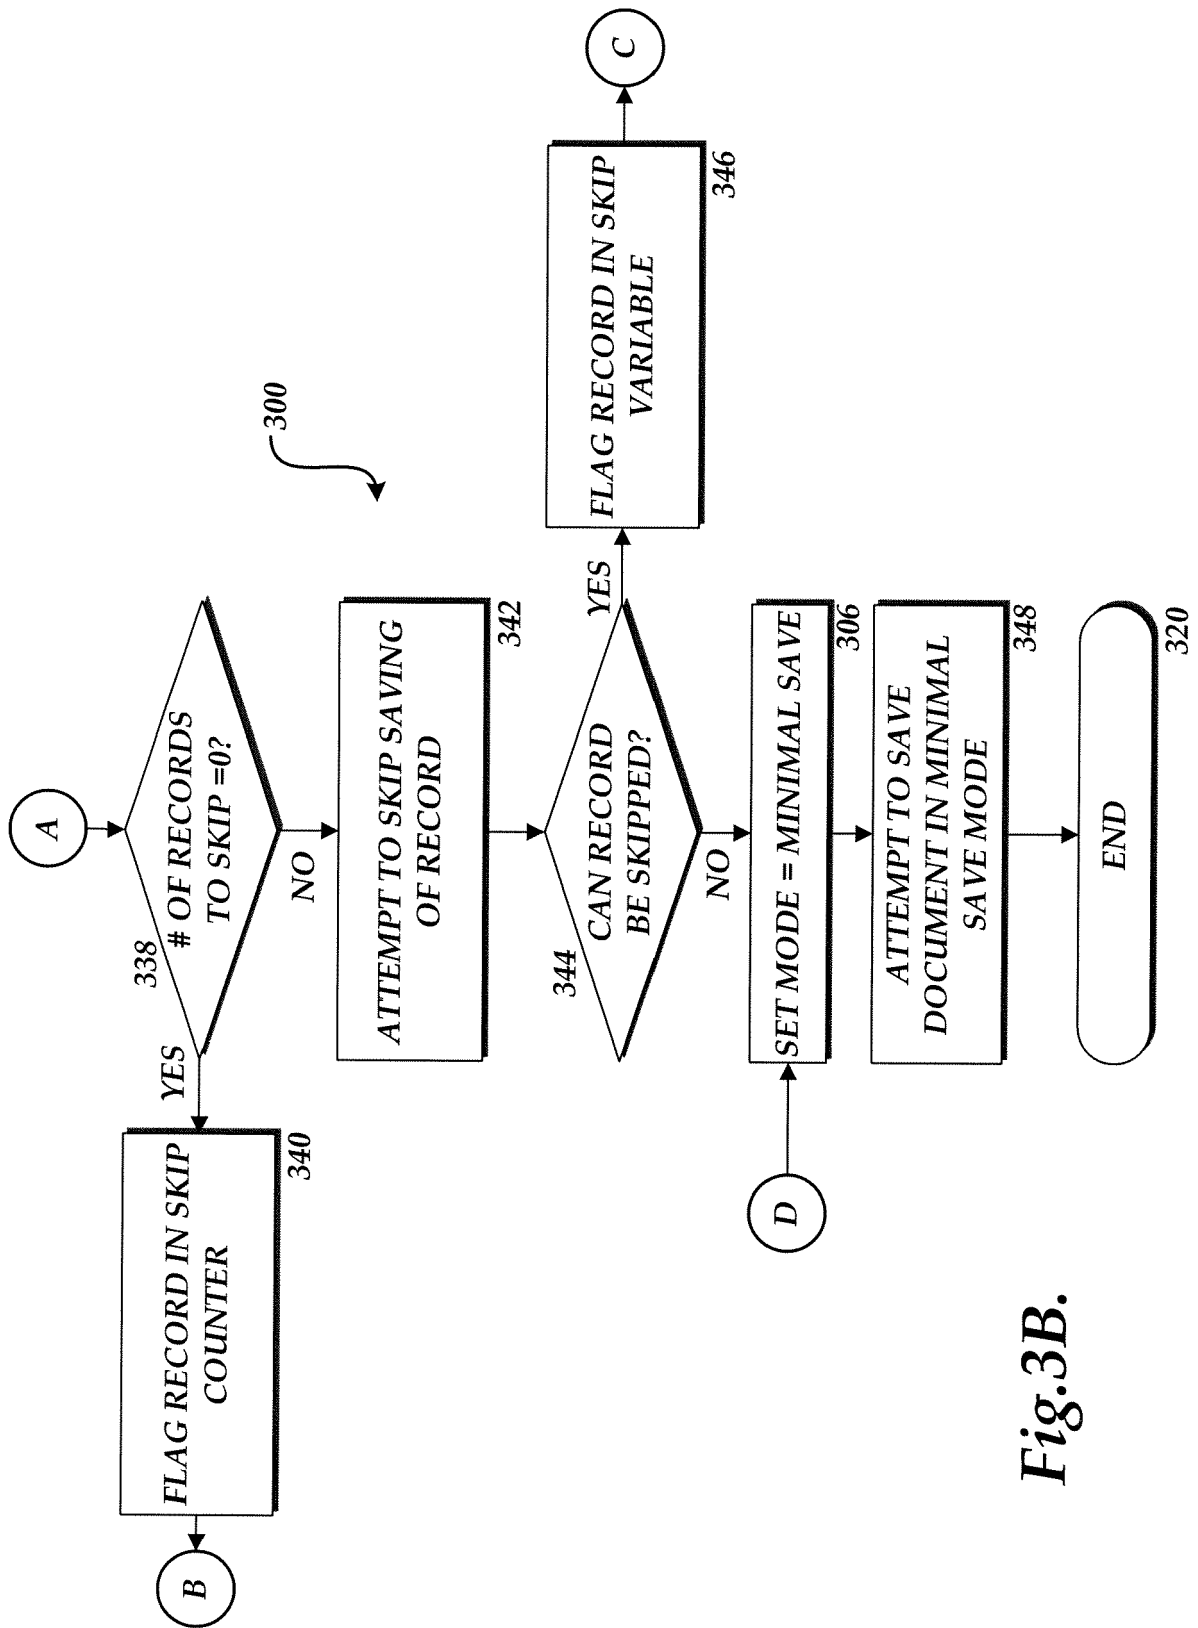 A
338
# OF RECORDS
TO SKIP =0?
YES
FLAG RECORD IN SKIP
COUNTER
340
B
NO
300
ATTEMPT TO SKIP SAVING
OF RECORD
342
344
CAN RECORD
BE SKIPPED?
YES
FLAG RECORD IN SKIP
VARIABLE
346
C
NO
D
SET MODE = MINIMAL SAVE
306
ATTEMPT TO SAVE
DOCUMENT IN MINIMAL
SAVE MODE
348
END
320
Fig.3B.